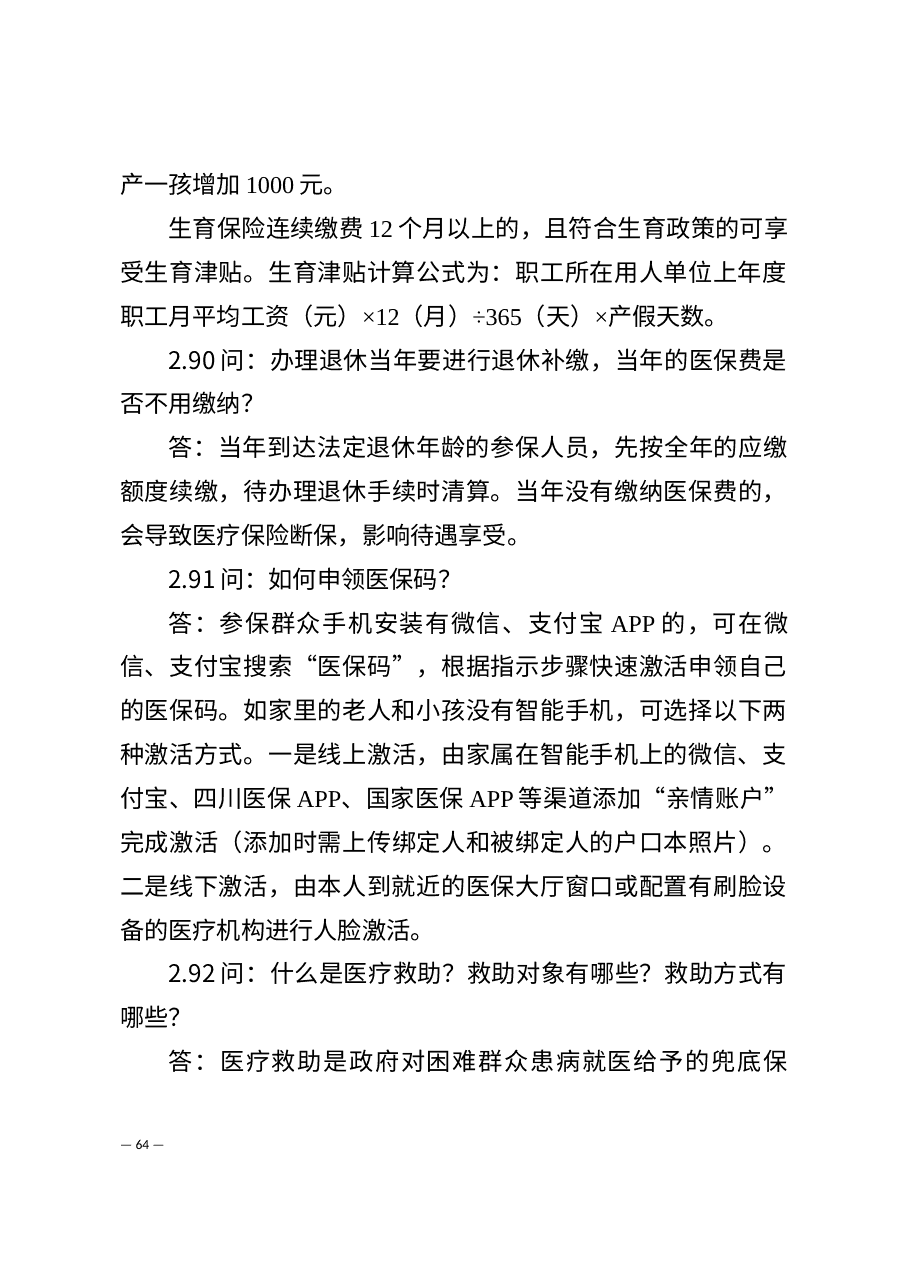 产一孩增加 1000 元。
生育保险连续缴费 12 个月以上的，且符合生育政策的可享
受生育津贴。生育津贴计算公式为：职工所在用人单位上年度
职工月平均工资（元）×12（月）÷365（天）×产假天数。
2.90 问：办理退休当年要进行退休补缴，当年的医保费是
否不用缴纳？
答：当年到达法定退休年龄的参保人员，先按全年的应缴
额度续缴，待办理退休手续时清算。当年没有缴纳医保费的，
会导致医疗保险断保，影响待遇享受。
2.91 问：如何申领医保码？
答：参保群众手机安装有微信、支付宝 APP 的，可在微
信、支付宝搜索“医保码”，根据指示步骤快速激活申领自己
的医保码。如家里的老人和小孩没有智能手机，可选择以下两
种激活方式。一是线上激活，由家属在智能手机上的微信、支
付宝、四川医保 APP、国家医保 APP 等渠道添加“亲情账户”
完成激活（添加时需上传绑定人和被绑定人的户口本照片）。
二是线下激活，由本人到就近的医保大厅窗口或配置有刷脸设
备的医疗机构进行人脸激活。
2.92 问：什么是医疗救助？救助对象有哪些？救助方式有
哪些？
答：医疗救助是政府对困难群众患病就医给予的兜底保
— 64 —